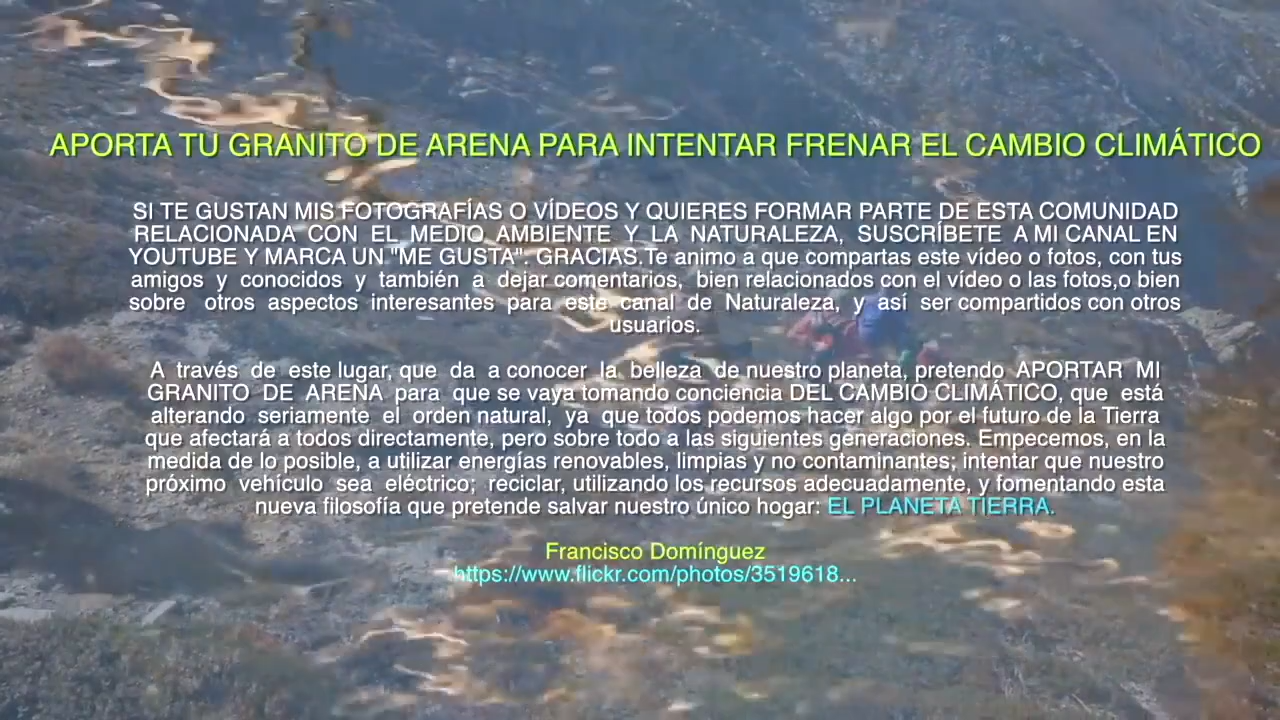 APORTA TU GRANITO DE ARENA PARA INTENTAR FRENAR EL CAMBIO CLIMÁTICO
SI TE GUSTAN MIS FOTOGRAFÍAS O VÍDEOS Y QUIERES FORMAR PARTE DE ESTA COMUNIDAD
RELACIONADA CON EL MEDIO AMBIENTE Y LA NATURALEZA, SUSCRÍBETE A MI CANAL EN
YOUTUBE Y MARCA UN "ME GUSTA". GRACIAS.Te animo a que compartas este vídeo o fotos, con tus
amigos y conocidos y también a dejar comentarios, bien relacionados con el vídeo o las fotos,o bien
sobre otros aspectos interesantes para este canal de Naturaleza, y así ser compartidos con otros
usuarios.
A través de este lugar, que da a conocer la belleza de nuestro planeta, pretendo APORTAR MI
GRANITO DE ARENA para que se vaya tomando conciencia DEL CAMBIO CLIMÁTICO, que está
alterando seriamente el orden natural, ya que todos podemos hacer algo por el futuro de la Tierra
que afectará a todos directamente, pero sobre todo a las siguientes generaciones. Empecemos, en la
medida de lo posible, a utilizar energías renovables, limpias y no contaminantes; intentar que nuestro
próximo vehículo sea eléctrico; reciclar, utilizando los recursos adecuadamente, y fomentando esta
nueva filosofía que pretende salvar nuestro único hogar: EL PLANETA TIERRA.
Francisco Domínguez
https://www.flickr.com/photos/3519618...